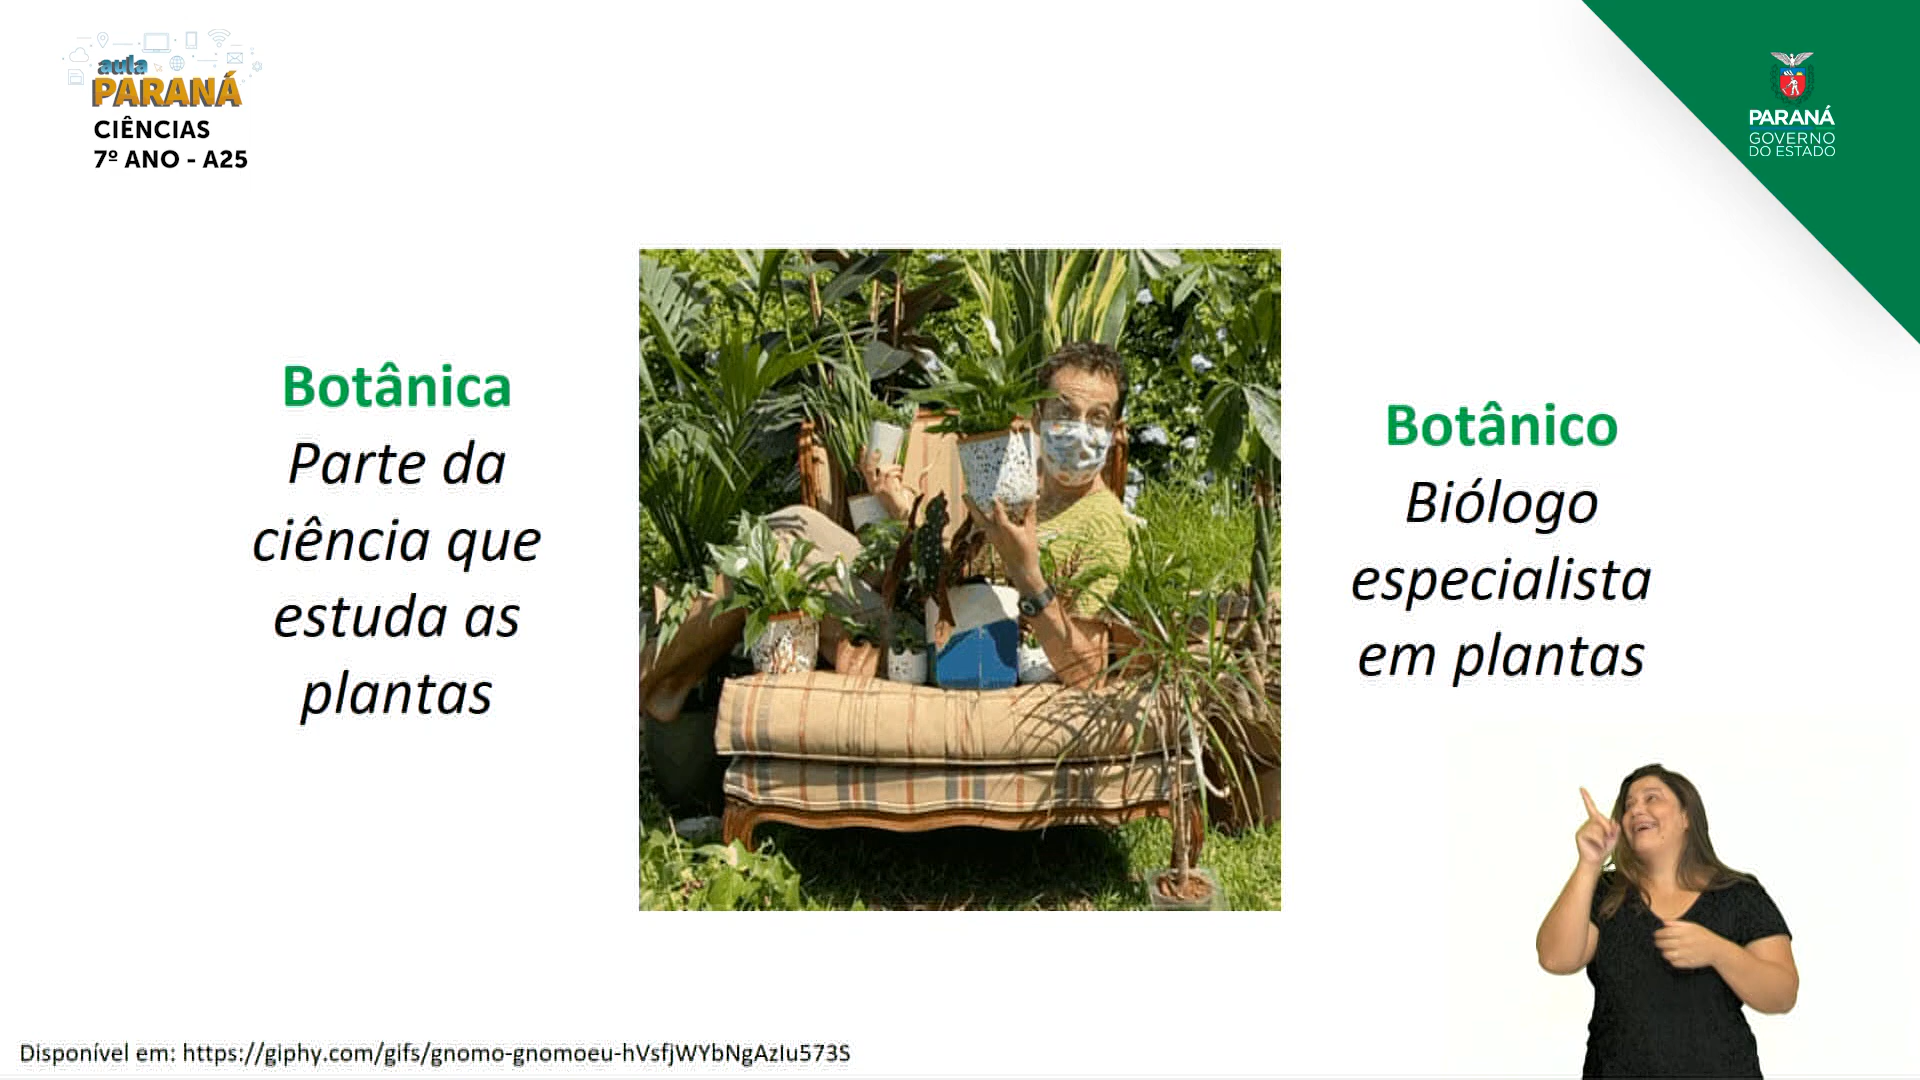 aula
PARANÁ
CIÊNCIAS
7º ANO - A25
PARANÁ
GOVERNO
DO ESTADO
Botânica
Parte da
ciência que
estuda as
plantas
Botânico
Biólogo
especialista
em plantas
Disponível em: https://giphy.com/gifs/gnomo-gnomoeu-hVsfjWYbNgAzIu573S